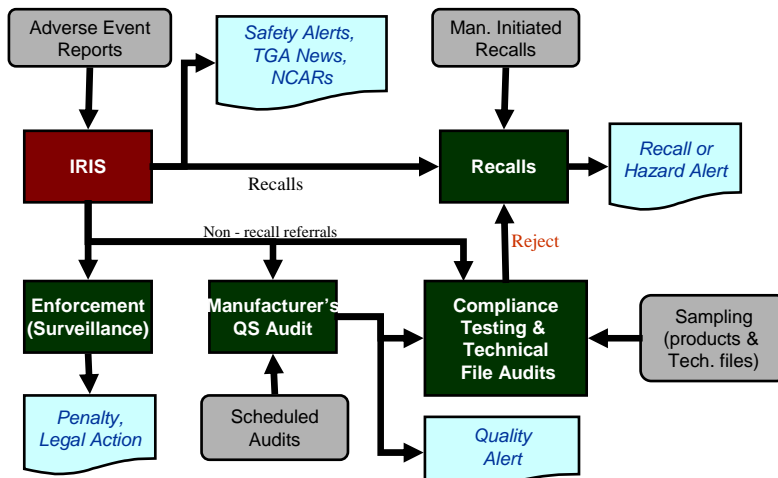 Adverse Event
Reports
Safety Alerts,
TGA News,
NCARs
Man. Initiated
Recalls
IRIS
Recalls
Recalls
Recall or
Hazard Alert
Non - recall referrals
Reject
Enforcement
(Surveillance)
Manufacturer's
QS Audit
Compliance
Testing &
Technical
File Audits
Sampling
(products &
Tech. files)
Penalty,
Legal Action
Scheduled
Audits
Quality
Alert